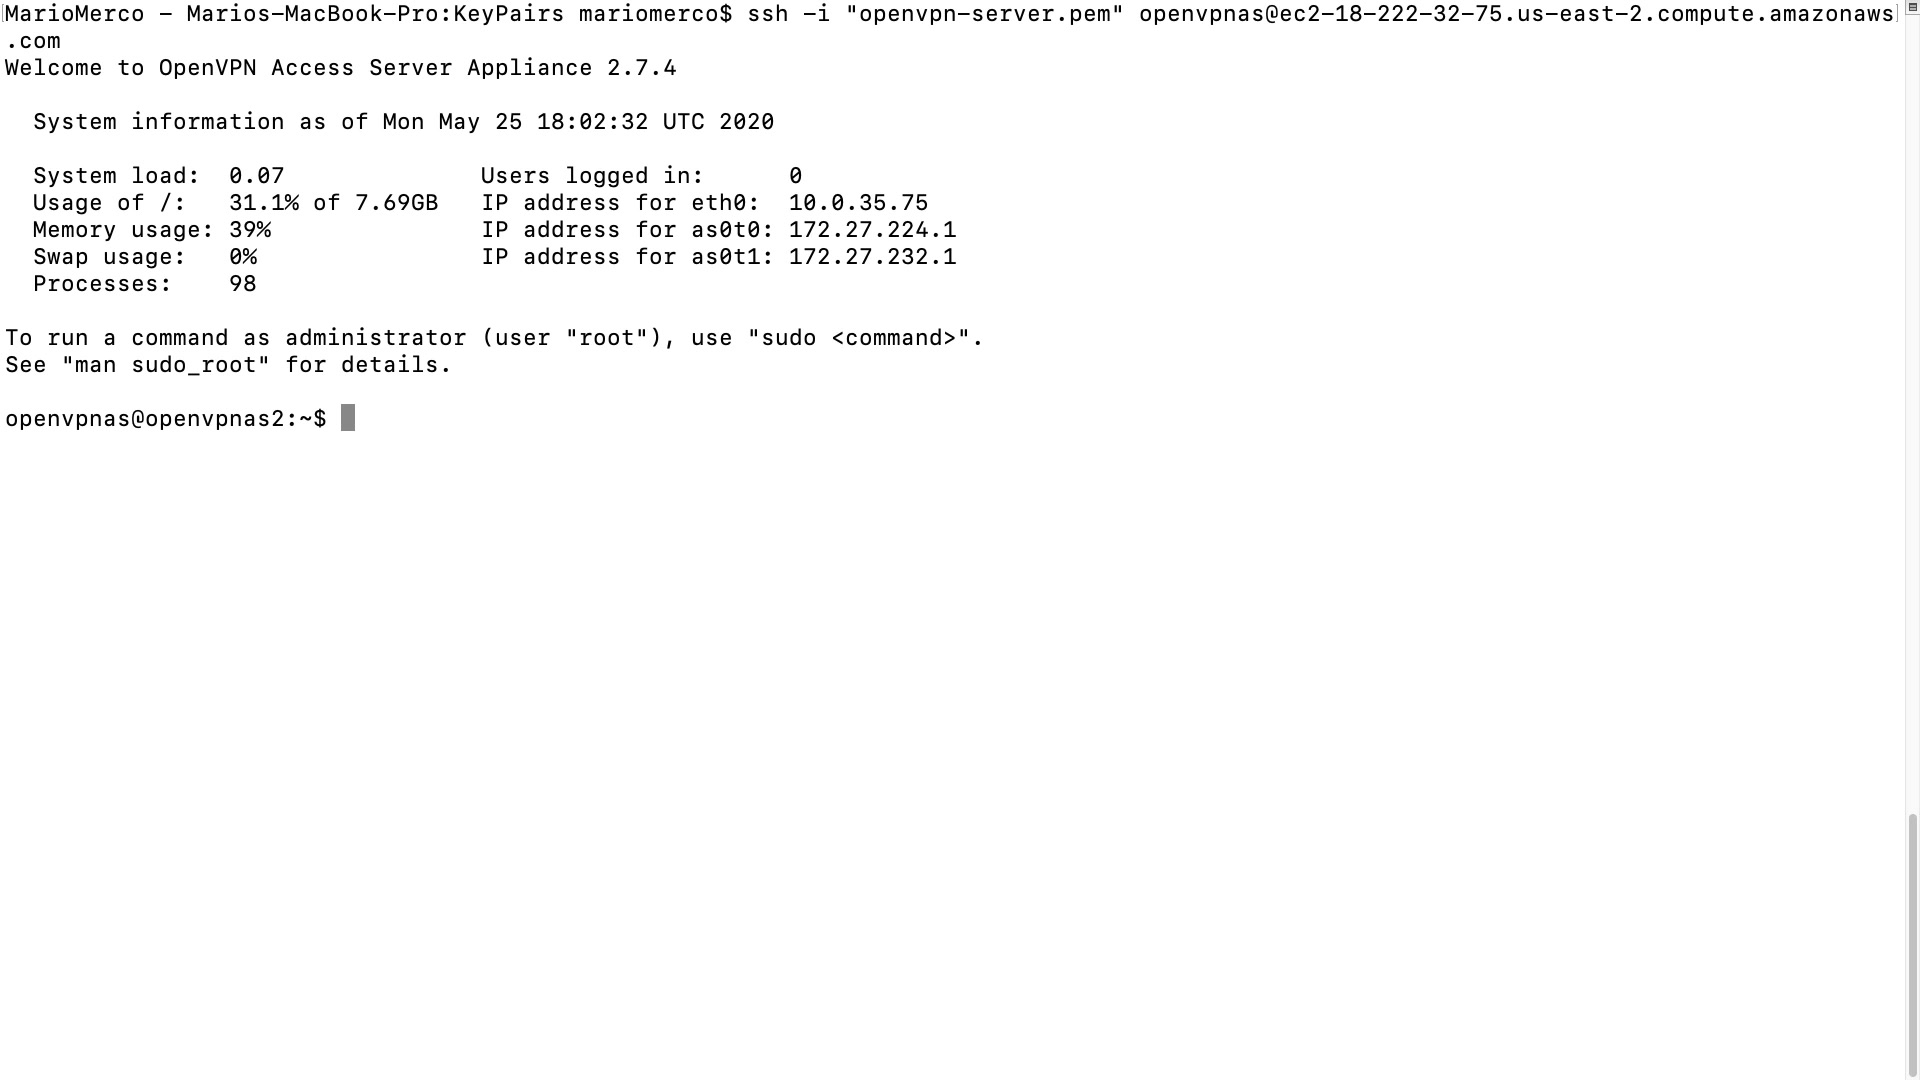 MarioMerco - Marios-MacBook-Pro:KeyPairs mariomerco$ ssh -i "openvpn-server.pem" openvpnas@ec2-18-222-32-75.us-east-2.compute.amazonaws
.com
Welcome to OpenVPN Access Server Appliance 2.7.4
System information as of Mon May 25 18:02:32 UTC 2020
System load:  0.07              Users logged in:      0
Usage of /:   31.1% of 7.69GB   IP address for eth0:  10.0.35.75
Memory usage: 39%               IP address for as0t0: 172.27.224.1
Swap usage:   0%                IP address for as0t1: 172.27.232.1
Processes:    98
To run a command as administrator (user "root"), use "sudo <command>".
See "man sudo_root" for details.
openvpnas@openvpnas2:~$